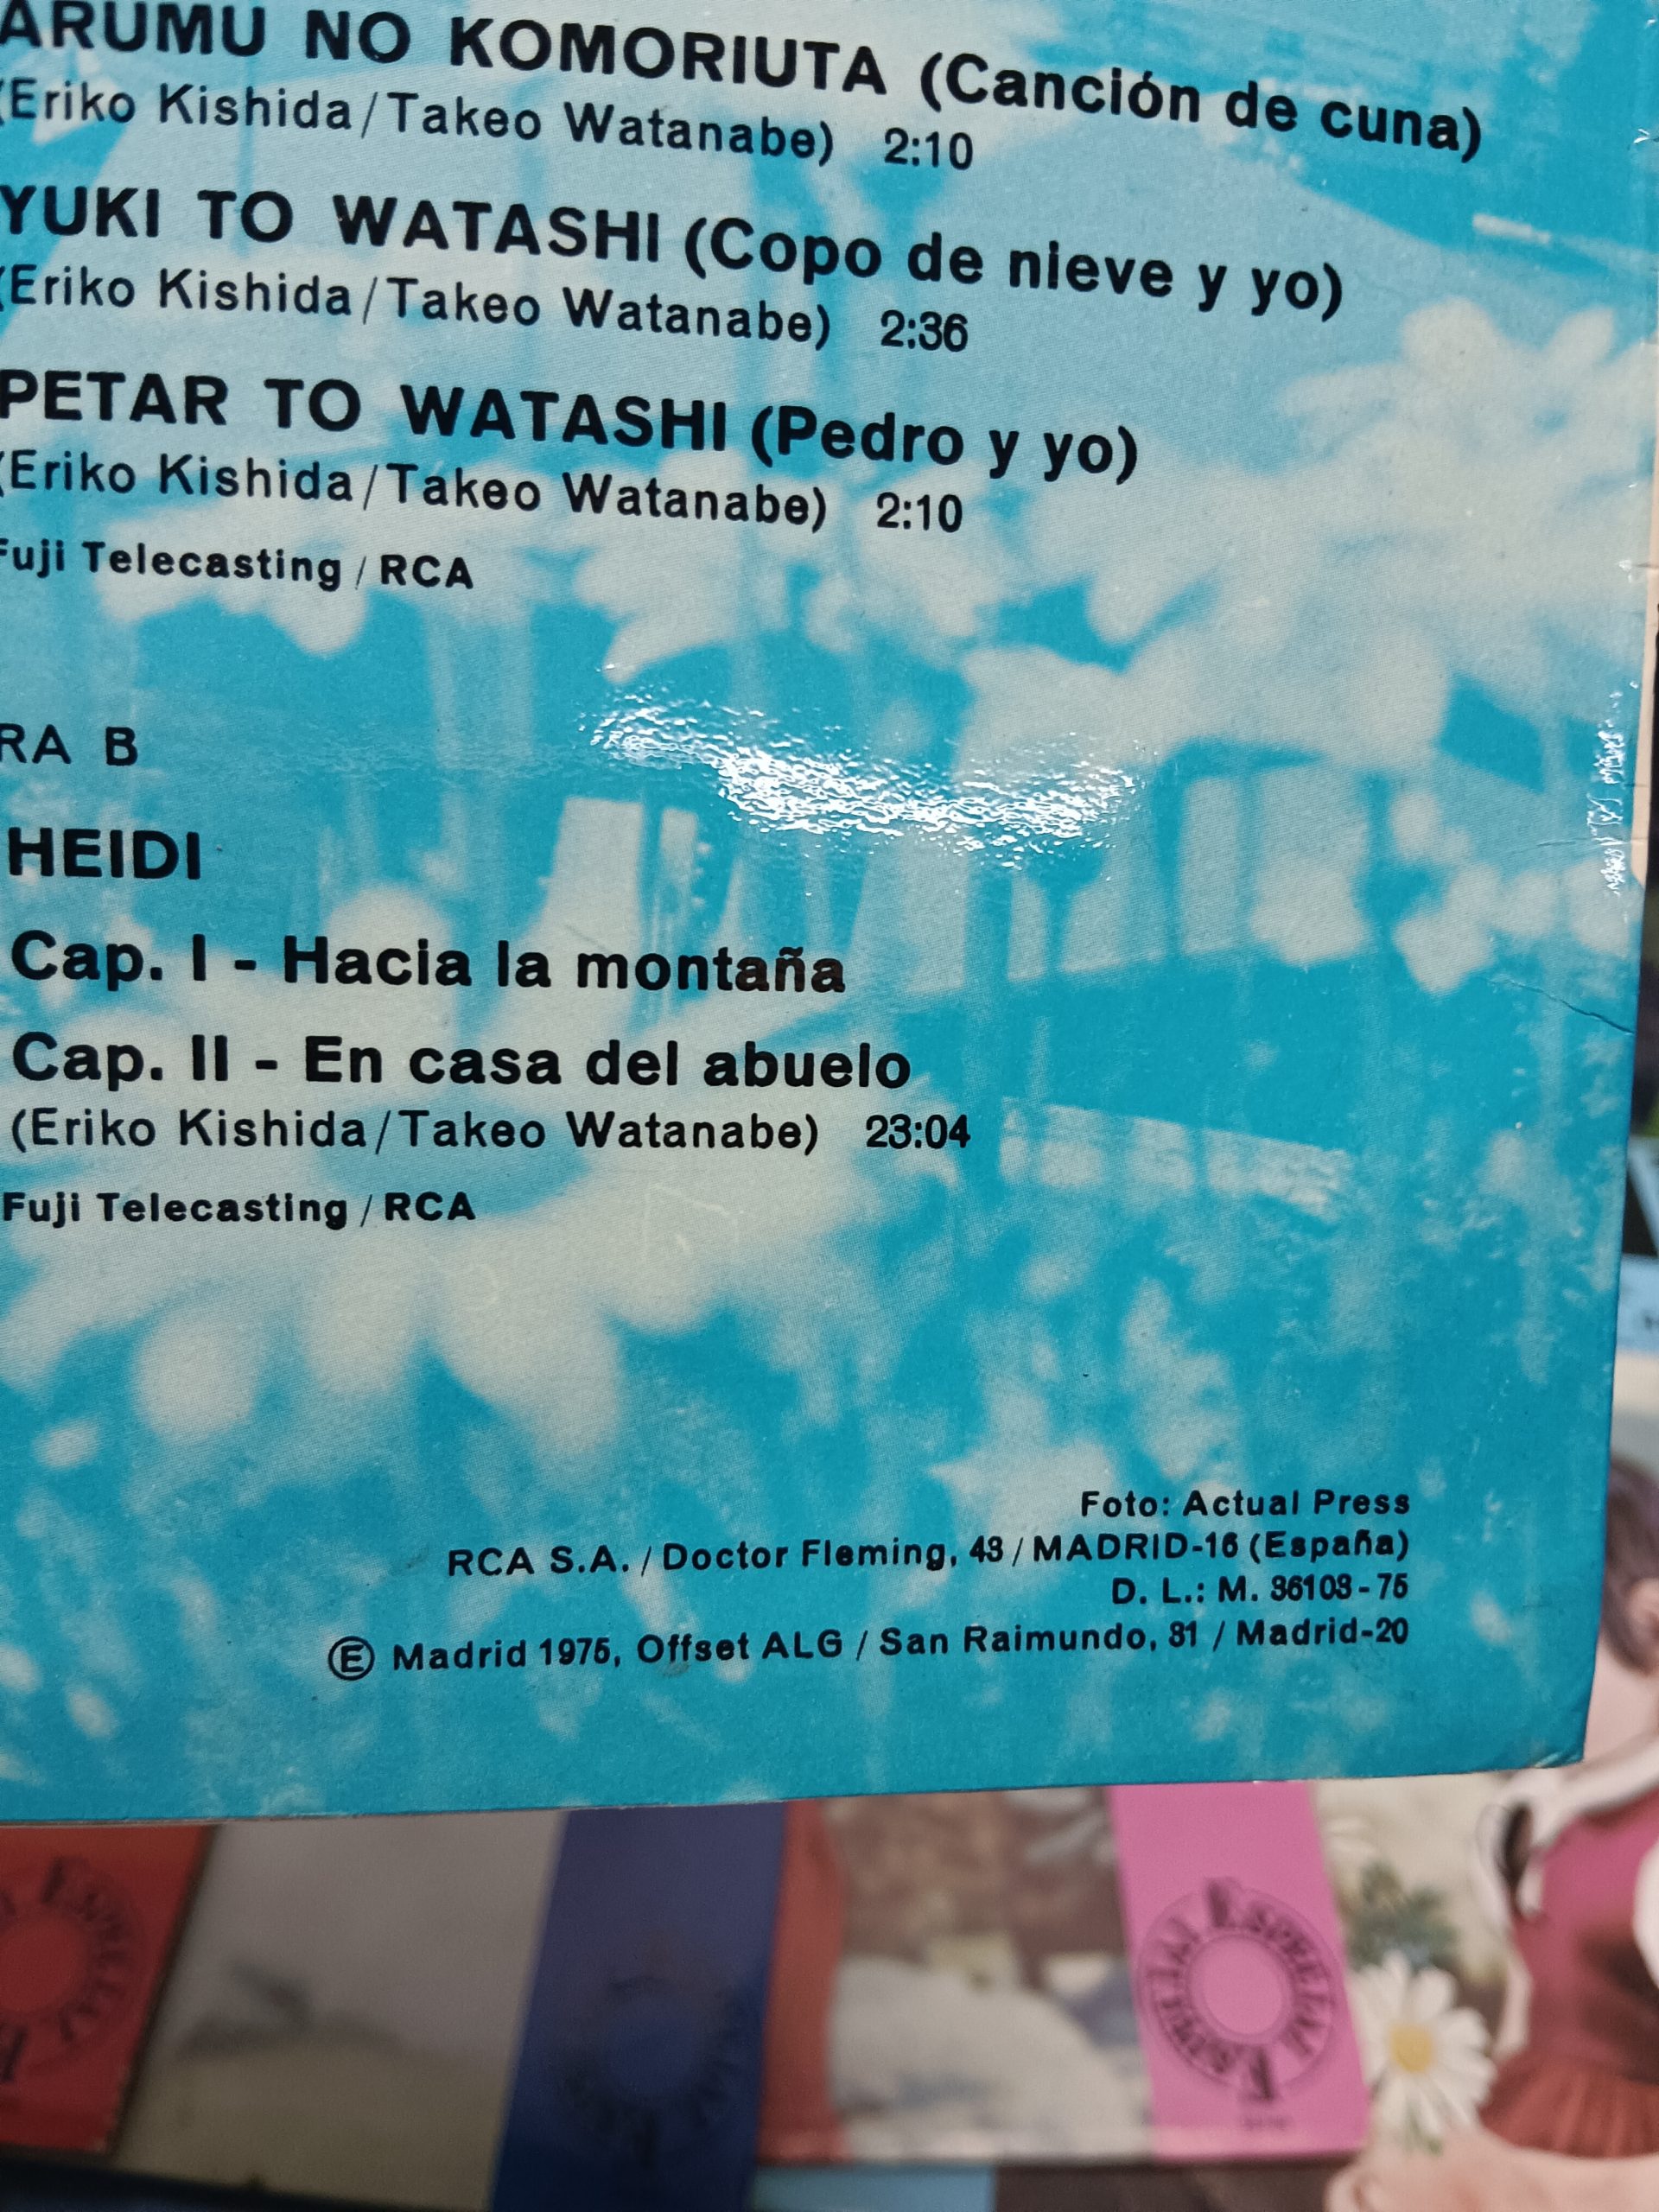 ARUMU NO KOMORIUTA (Canción de cuna)
(Eriko Kishida/Takeo Watanabe) 2:10
YUKI TO WATASHI (Copo de nieve y yo)
(Eriko Kishida/Takeo Watanabe) 2:36
PETAR TO WATASHI (Pedro y yo)
(Eriko Kishida/Takeo Watanabe) 2:10
Fuji Telecasting / RCA
RA B
HEIDI
Cap. I - Hacia la montaña
Cap. II - En casa del abuelo
(Eriko Kishida/Takeo Watanabe) 23:04
Fuji Telecasting / RCA
Foto: Actual Press
RCA S.A. / Doctor Fleming, 43 / MADRID-16 (España)
D. L.: M. 36103-75
Ⓔ Madrid 1975, Offset ALG / San Raimundo, 31 / Madrid-20